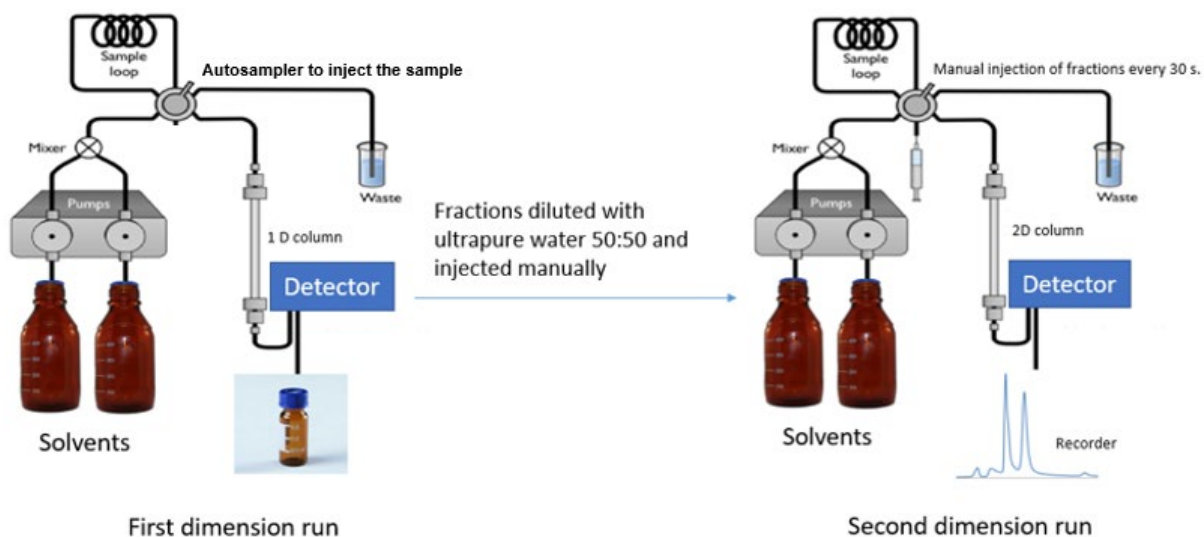 Sample
loop
Autosampler to inject the sample
Mixer
Waste
Pumps
1 D column
Detector
Solvents
First dimension run
Fractions diluted with
ultrapure water 50:50 and
injected manually
Sample
loop
Manual injection of fractions every 30 s.
Mixer
Waste
Pumps
2D column
Detector
Solvents
Recorder
Second dimension run